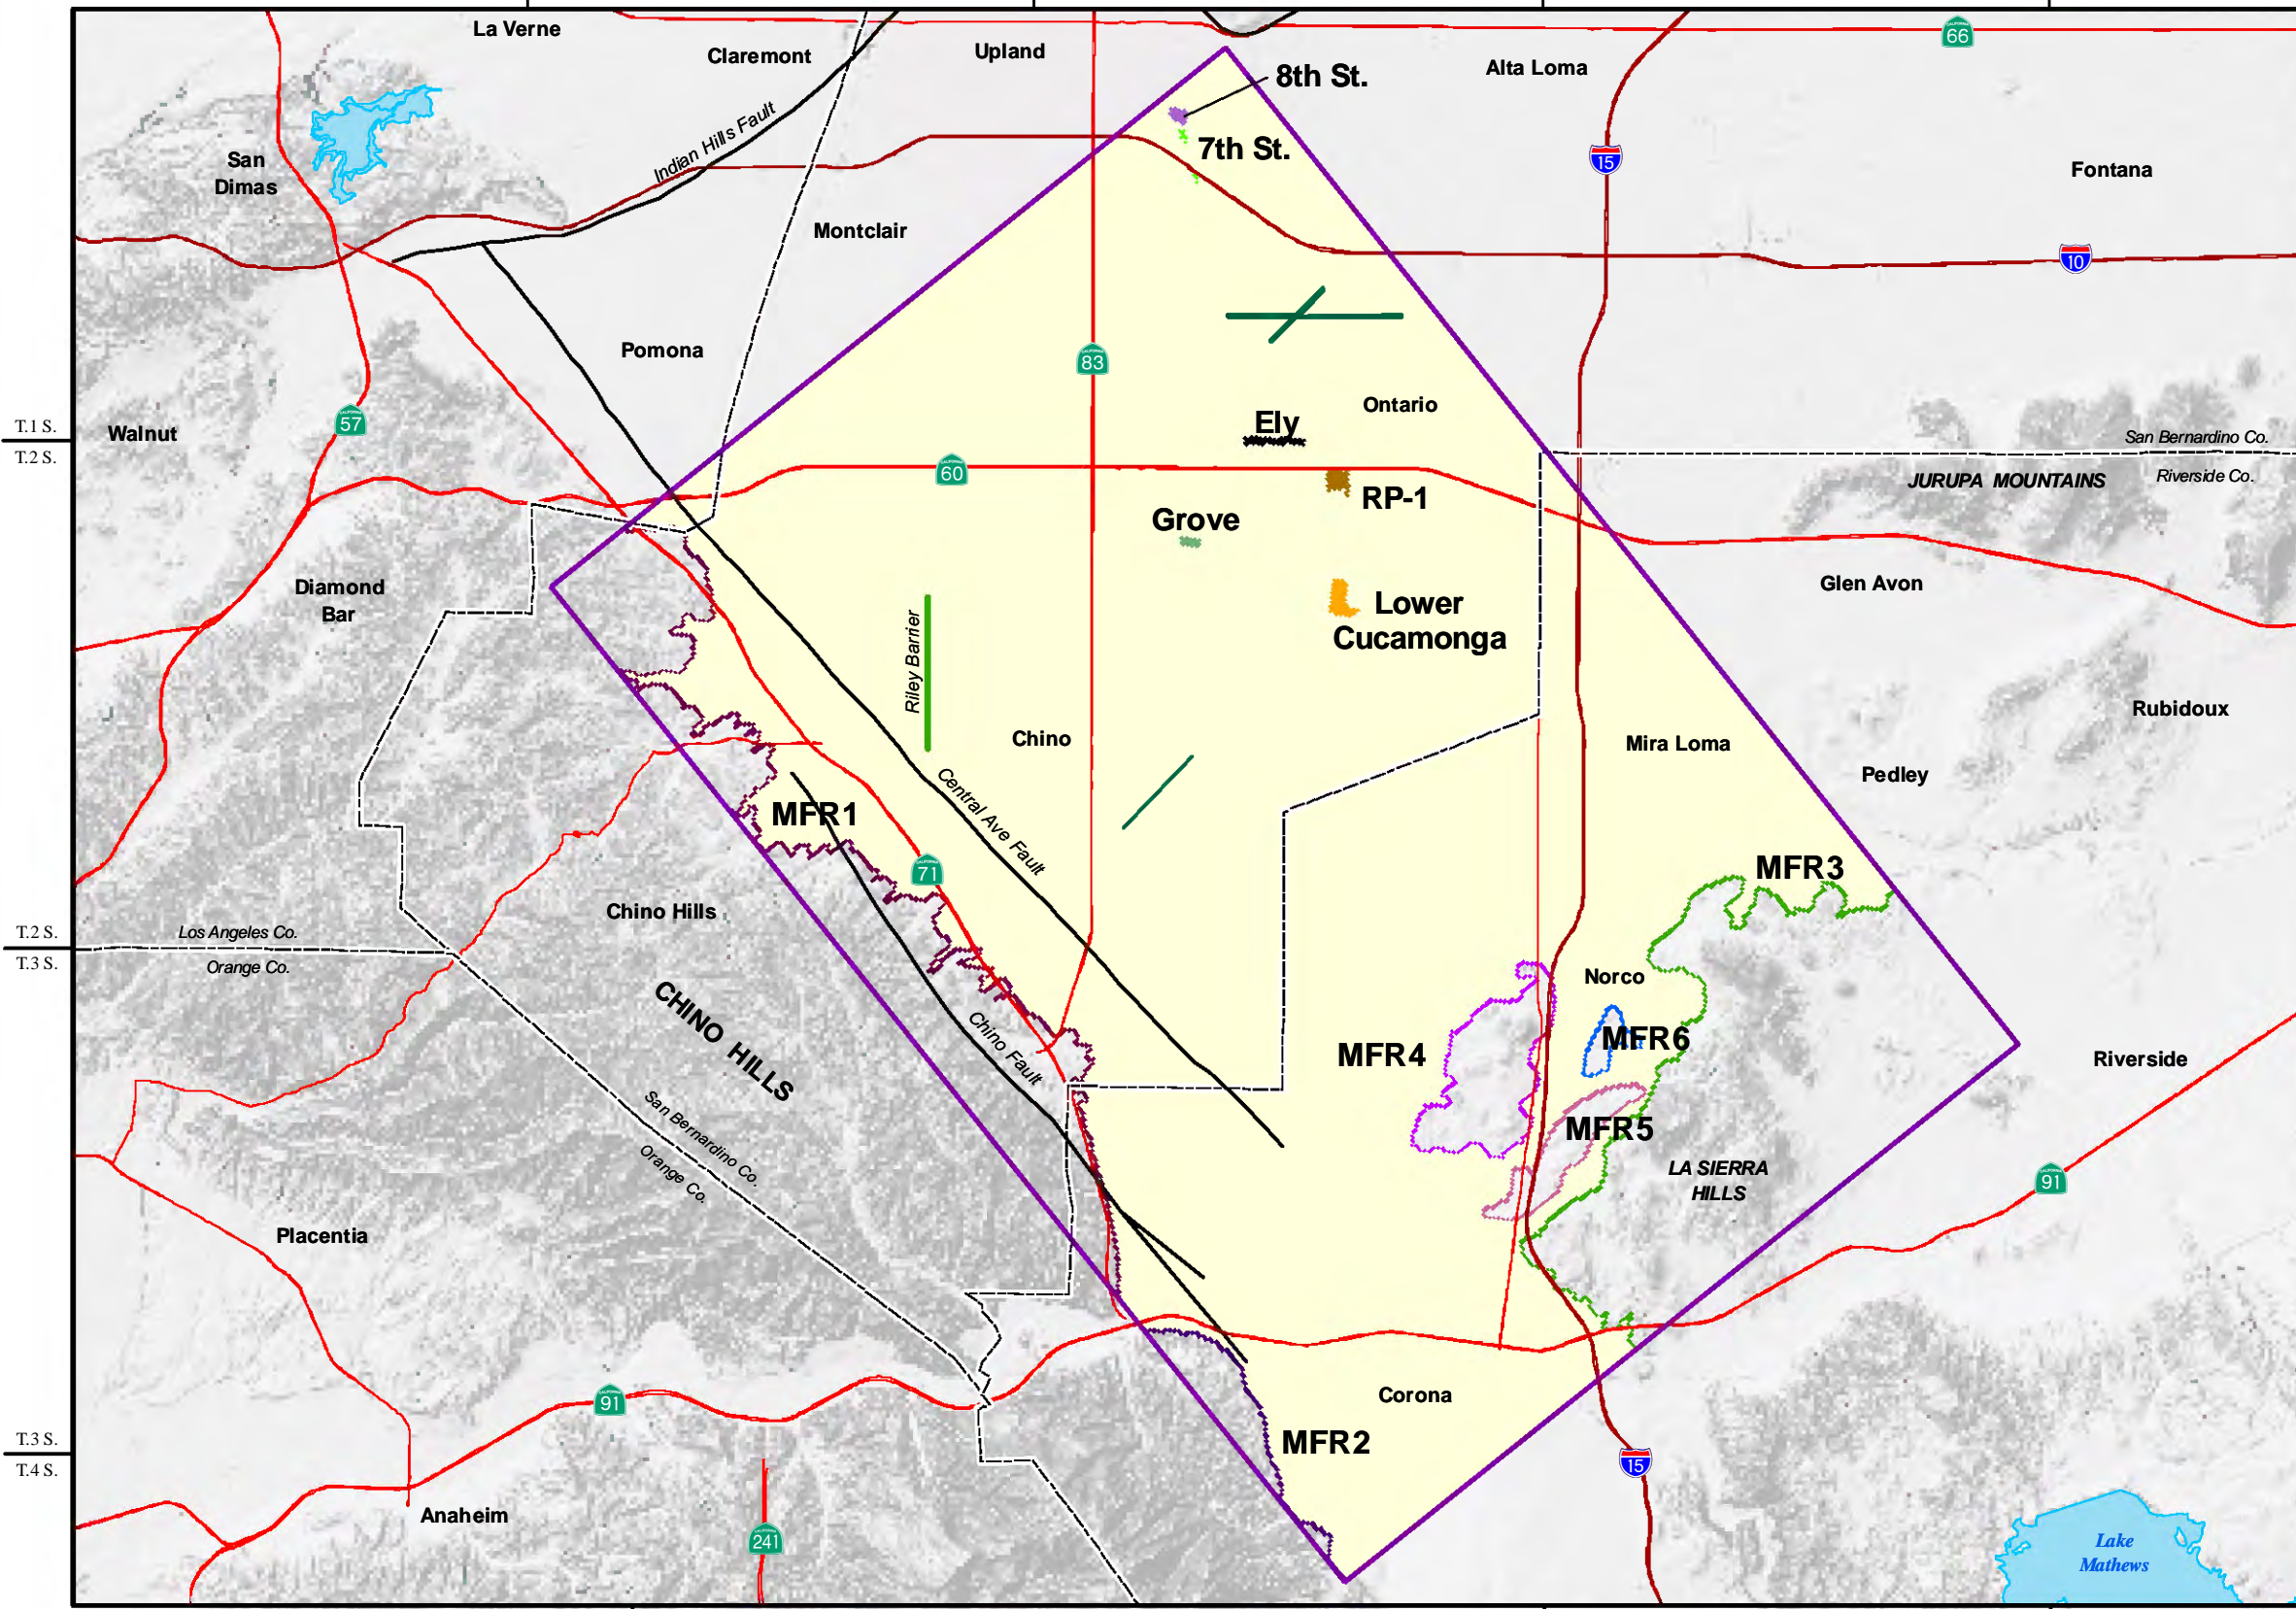 La Verne
Claremont
Upland
66
Alta Loma
8th St.
Indian Hills Fault
7th St.
San
Dimas
15
Fontana
Montclair
10
Pomona
83
57
Walnut
T.1 S.
T.2 S.
Ontario
Ely
San Bernardino Co.
Riverside Co.
JURUPA MOUNTAINS
60
RP-1
Grove
Diamond
Bar
Glen Avon
Lower
Cucamonga
Riley Barrier
Rubidoux
Chino
Mira Loma
Pedley
Central Ave Fault
MFR1
71
MFR3
Chino Hills
Los Angeles Co.
Orange Co.
T.2 S.
T.3 S.
Norco
CHINO HILLS
Chino Fault
MFR4
MFR6
Riverside
San Bernardino Co.
Orange Co.
MFR5
LA SIERRA
HILLS
91
Placentia
91
Corona
MFR2
T.3 S.
T.4 S.
15
Anaheim
241
Lake
Mathews